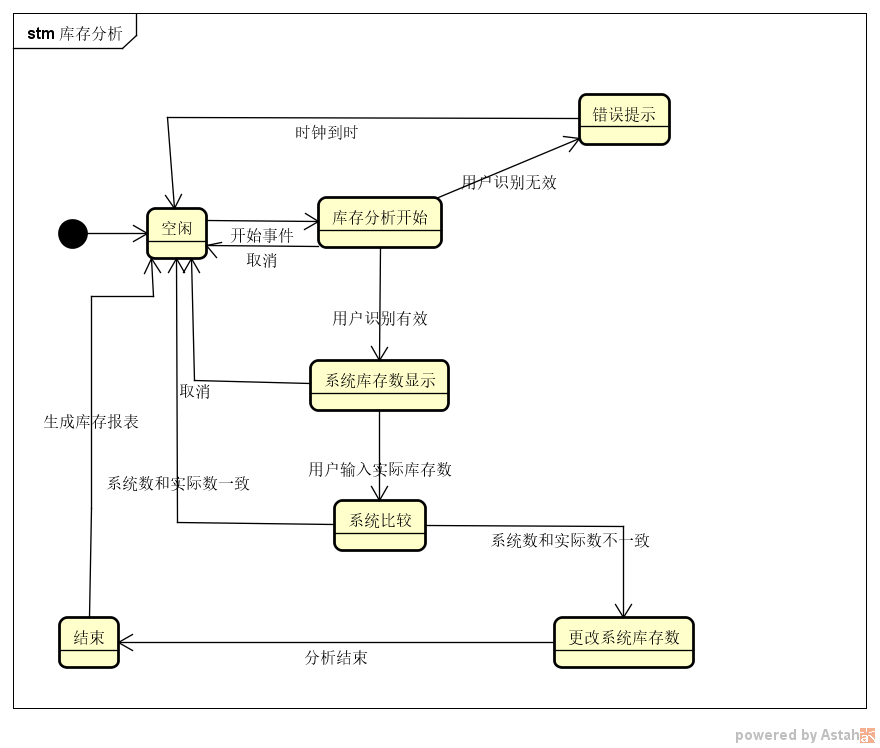 stm 库存分析
错误提示
时钟到时
用户识别无效
库存分析开始
空闲
开始事件
取消
用户识别有效
系统库存数显示
取消
生成库存报表
用户输入实际库存数
系统数和实际数一致
系统比较
系统数和实际数不一致
结束
更改系统库存数
分析结束
powered by Astah